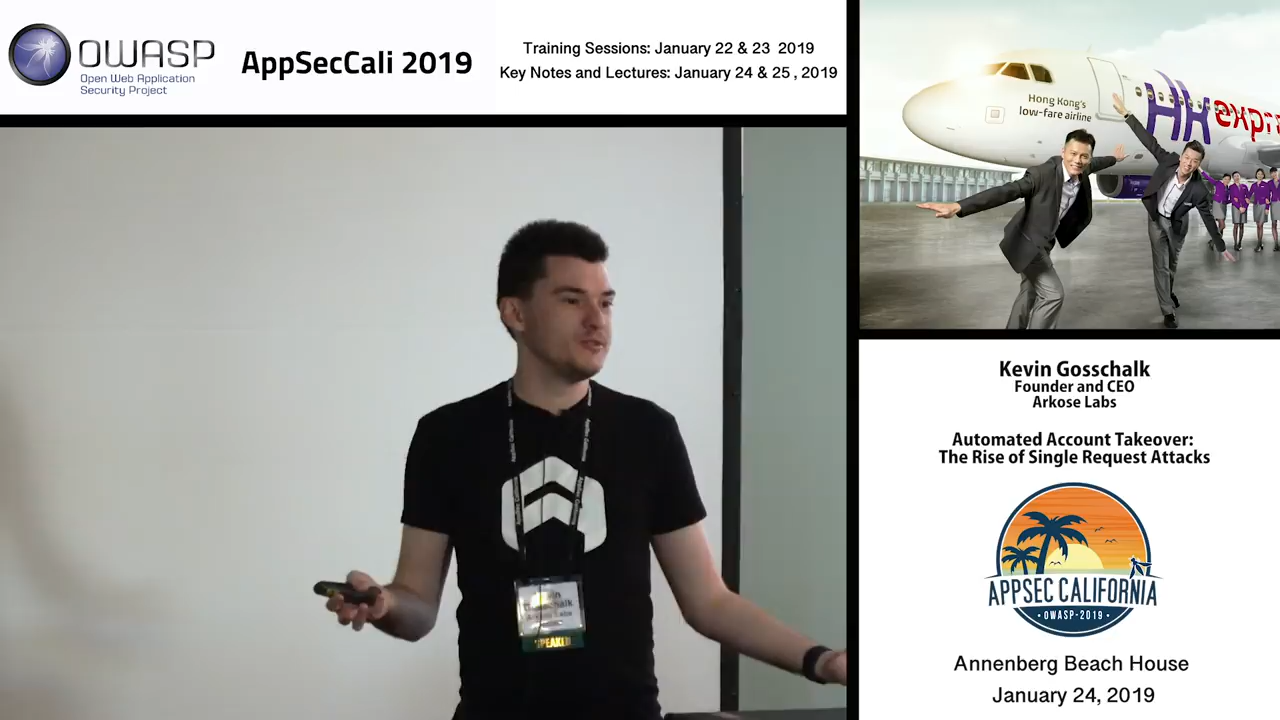 OWASP
Open Web Application
Security Project
AppSecCali 2019
Training Sessions: January 22 & 23 2019
Key Notes and Lectures: January 24 & 25 , 2019
Hong Kong's
low-fare airline
HK expr
SPEAKER
Kevin Gosschalk
Founder and CEO
Arkose Labs
Automated Account Takeover:
The Rise of Single Request Attacks
APPSEC CALIFORNIA
• OWASP-2019 •
Annenberg Beach House
January 24, 2019